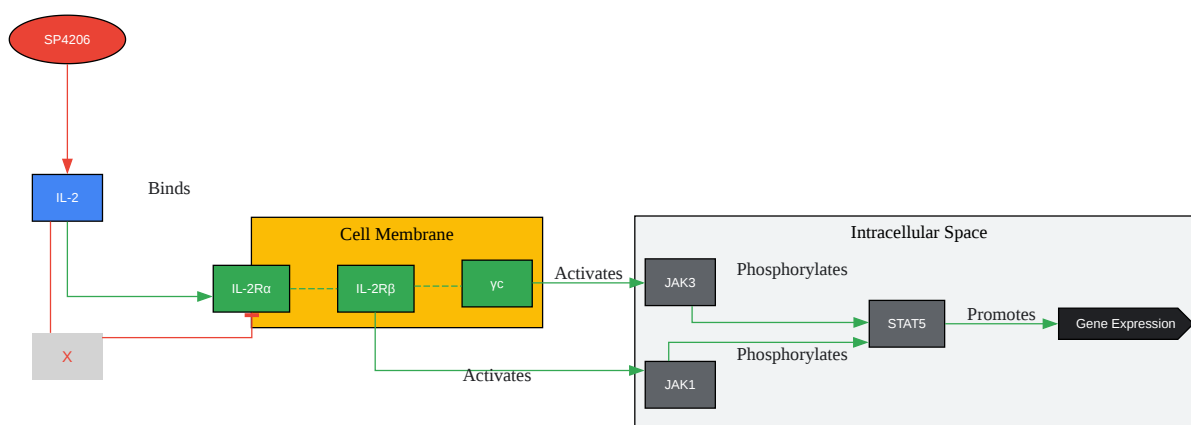 SP4206
IL-2
Binds
Cell Membrane
IL-2Rα
IL-2Rβ
γc
Activates
Activates
Intracellular Space
JAK3
Phosphorylates
STAT5
Promotes
Gene Expression
Phosphorylates
JAK1
X